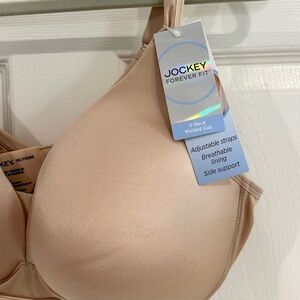 JOCKEY
FOREVER FIT
V-Neck
Molded Cup
Adjustable straps
Breathable
lining
Side support